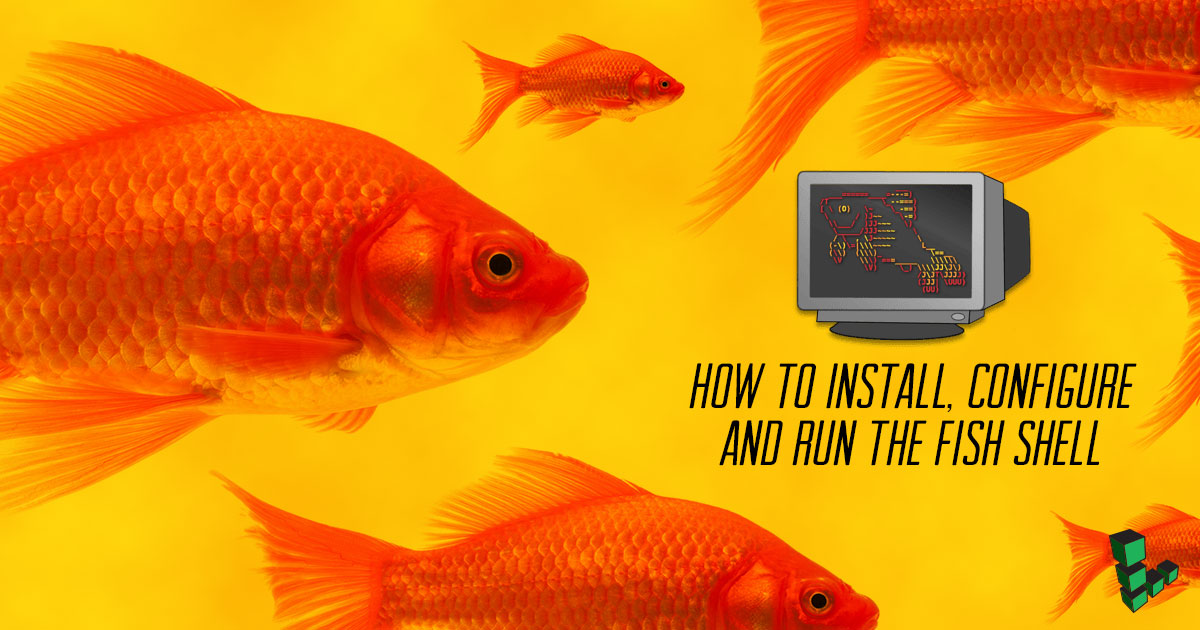 HOW TO INSTALL, CONFIGURE
AND RUN THE FISH SHELL